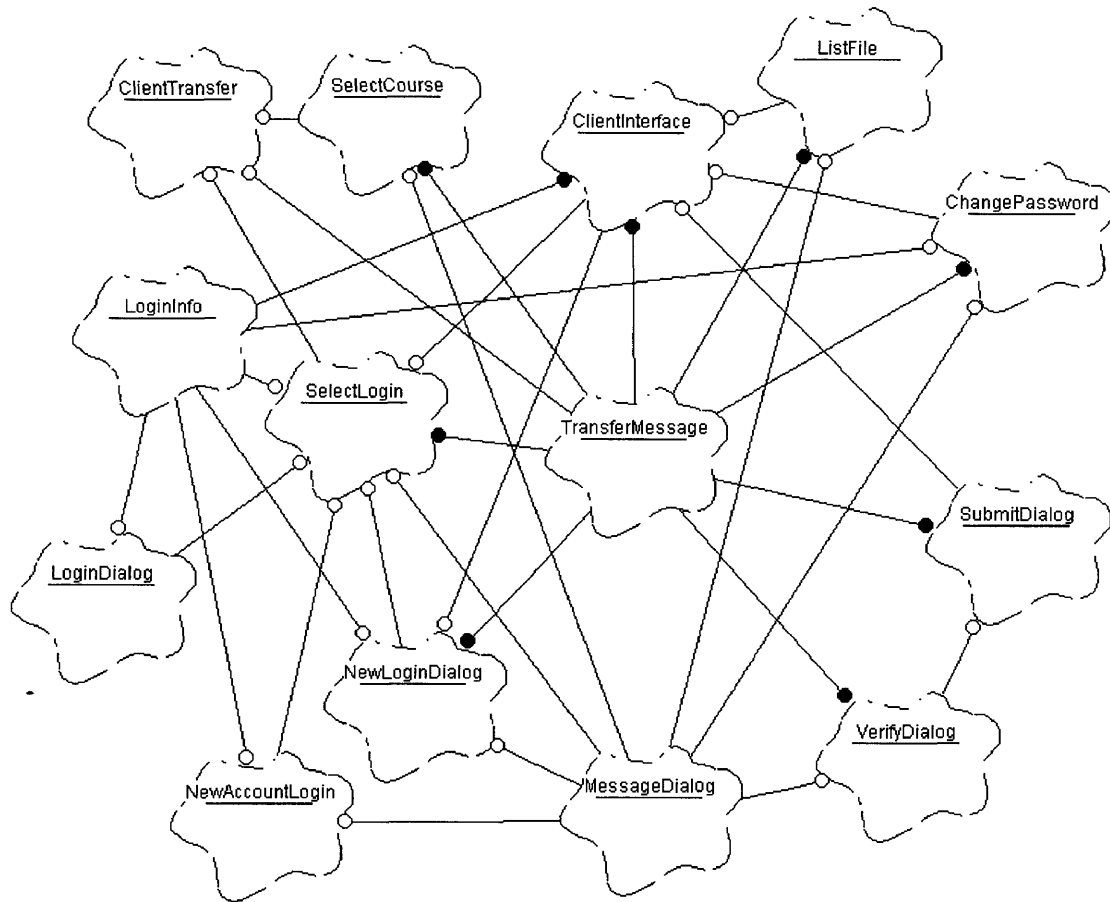 ListFile
ClientTransfer
SelectCourse
ClientInterface
ChangePassword
LoginInfo
SelectLogin
TransferMessage
SubmitDialog
LoginDialog
NewLoginDialog
VerifyDialog
MessageDialog
NewAccountLogin